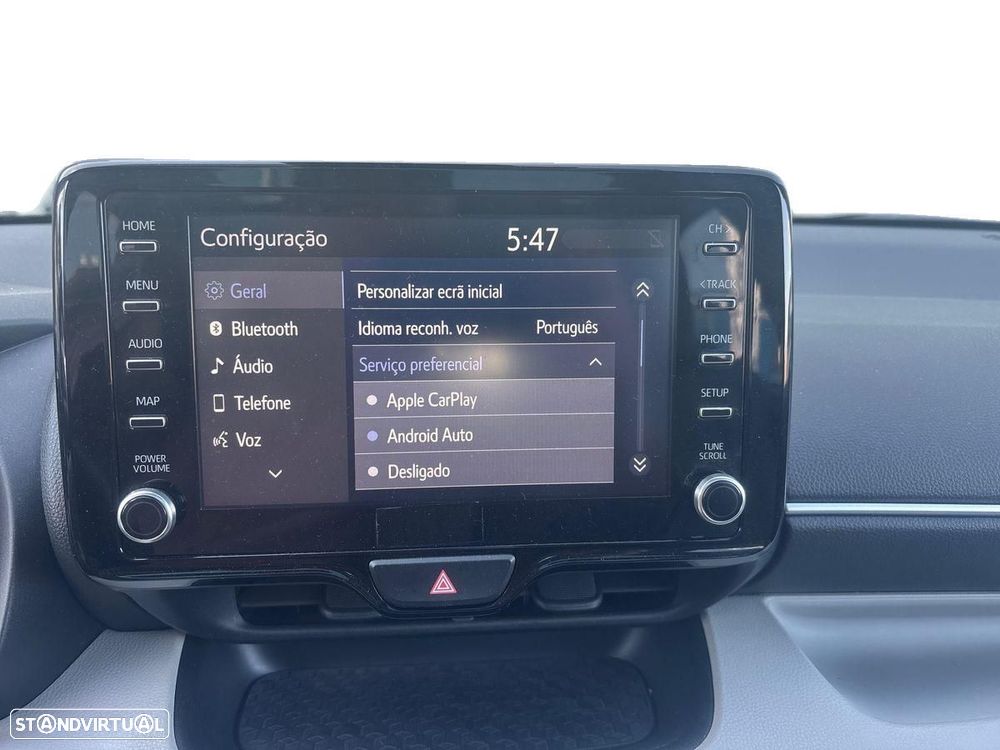 HOME
MENU
AUDIO
MAP
POWER
VOLUME
Configuração
5:47
Geral
Bluetooth
Áudio
Telefone
Voz
Personalizar ecrã inicial
Idioma reconh. voz Português
Serviço preferencial
Apple CarPlay
Android Auto
Desligado
CH >
< TRACK
PHONE
SETUP
TUNE
SCROLL
STANDVIRTUAL